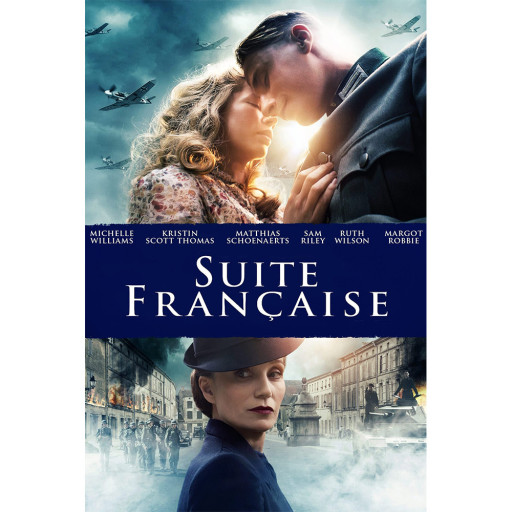 MICHELLE WILLIAMS
KRISTIN SCOTT THOMAS
MATTHIAS SCHOENAERTS
SAM RILEY
RUTH WILSON
MARGOT ROBBIE
SUITE
FRANÇAISE